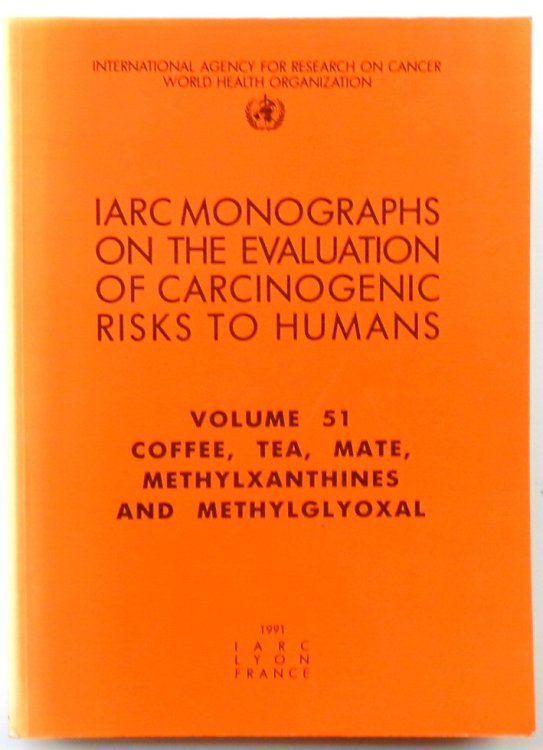 INTERNATIONAL AGENCY FOR RESEARCH ON CANCER
WORLD HEALTH ORGANIZATION
IARC MONOGRAPHS
ON THE EVALUATION
OF CARCINOGENIC
RISKS TO HUMANS
VOLUME 51
COFFEE, TEA, MATE,
METHYLXANTHINES
AND METHYLGLYOXAL
1991
IARC
LYON
FRANCE